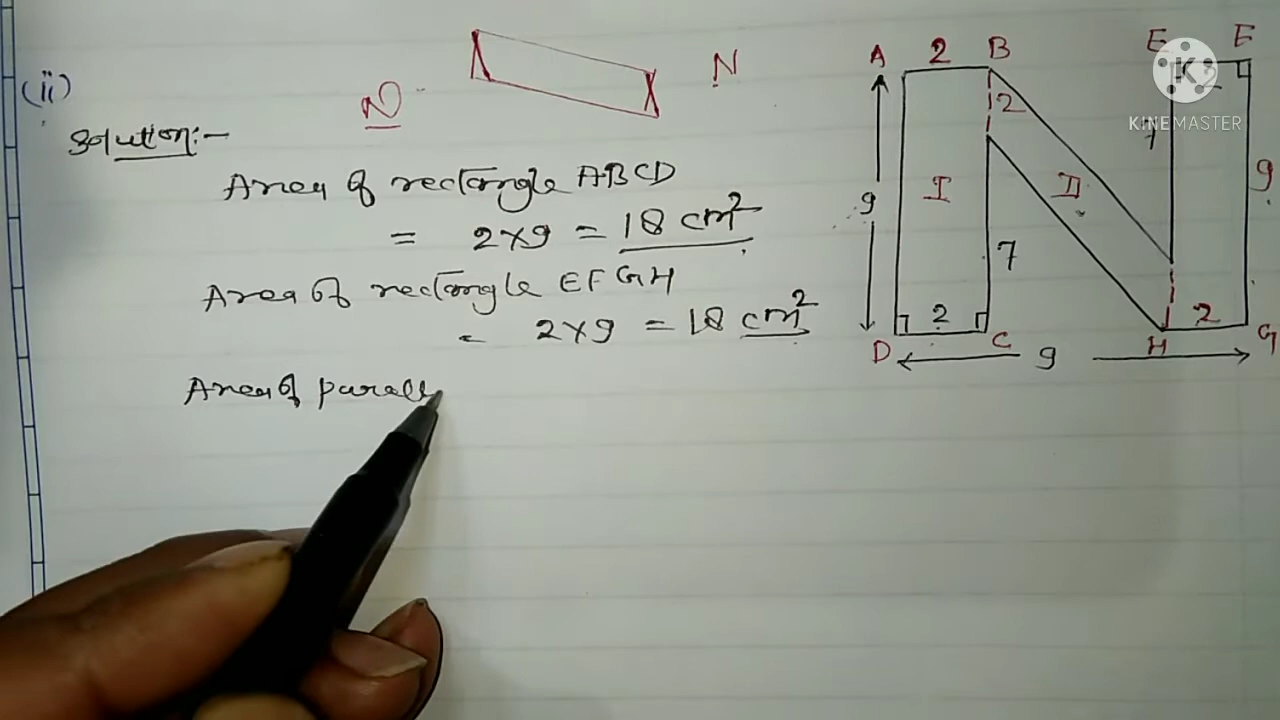 (ii)
Solution:-
N
N
Area of rectangle ABCD
= 2×9 = 18 cm²
Area of rectangle EFGH
= 2×9 = 18 cm²
Area of parall
A 2 B E F
2
7
KINEMASTER
9 I II 9
7
2 2
D C H G
9